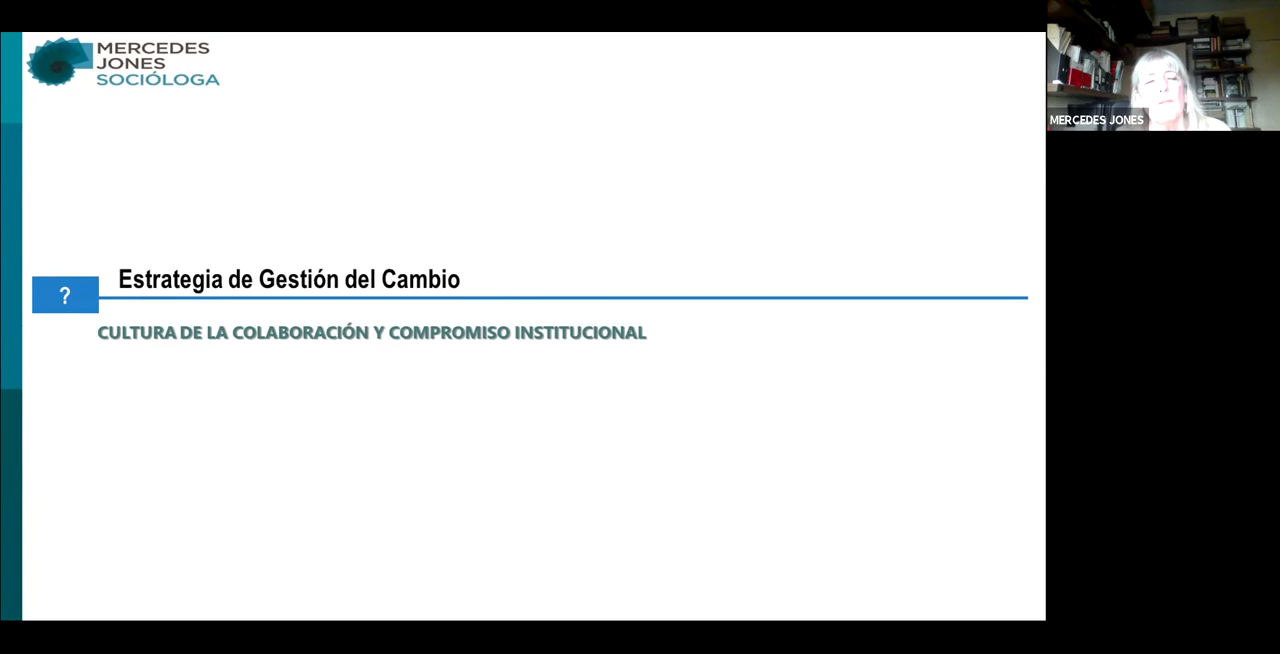 MERCEDES
JONES
SOCIÓLOGA
MERCEDES JONES
Estrategia de Gestión del Cambio
?
CULTURA DE LA COLABORACIÓN Y COMPROMISO INSTITUCIONAL